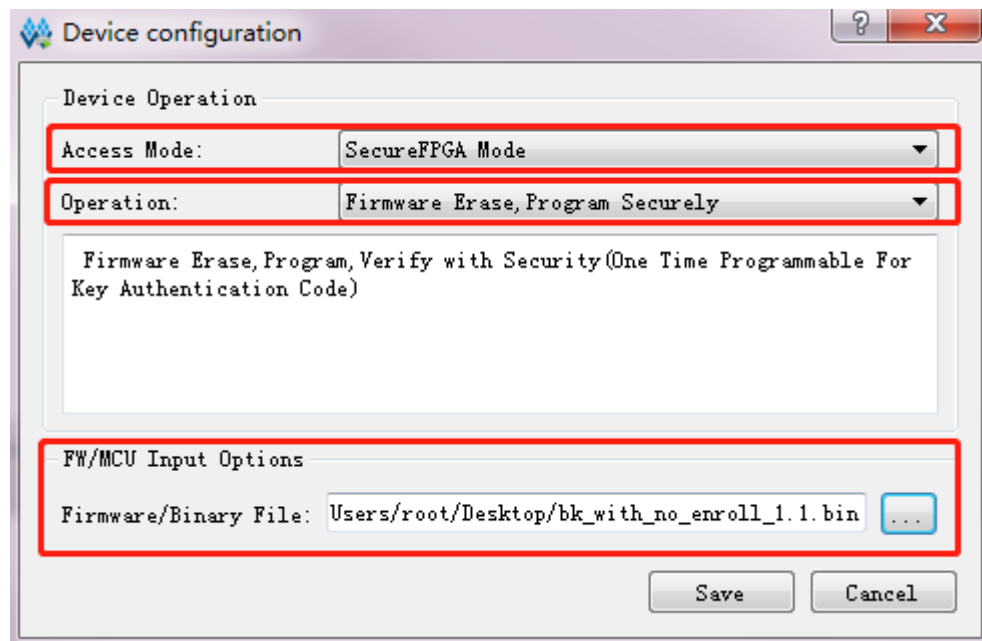 Device configuration
?
X
Device Operation
Access Mode:
SecureFPGA Mode
Operation:
Firmware Erase,Program Securely
Firmware Erase,Program,Verify with Security(One Time Programmable For
Key Authentication Code)
FW/MCU Input Options
Firmware/Binary File:
Users/root/Desktop/bk_with_no_enroll_1.1.bin
...
Save
Cancel